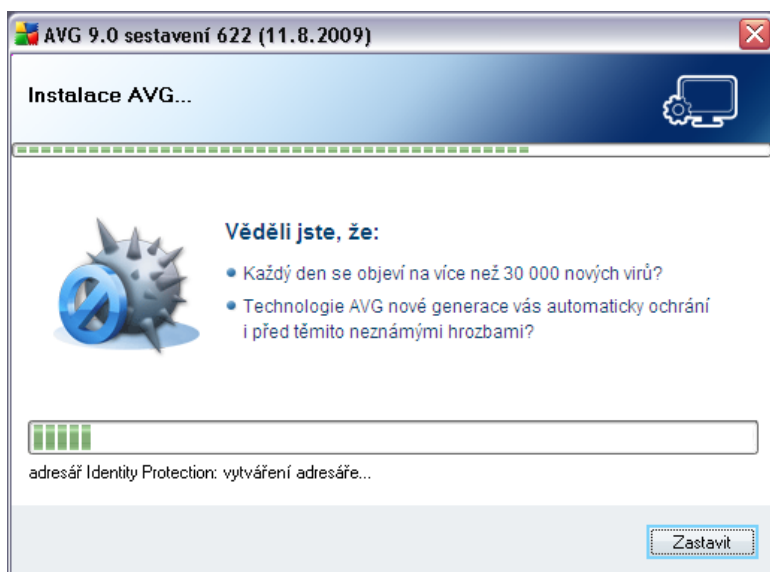 AVG 9.0 sestavení 622 (11.8.2009)
Instalace AVG...
Věděli jste, že:
Každý den se objeví na více než 30 000 nových virů?
Technologie AVG nové generace vás automaticky ochrání
i před těmito neznámými hrozbami?
adresář Identity Protection: vytváření adresáře...
Zastavit